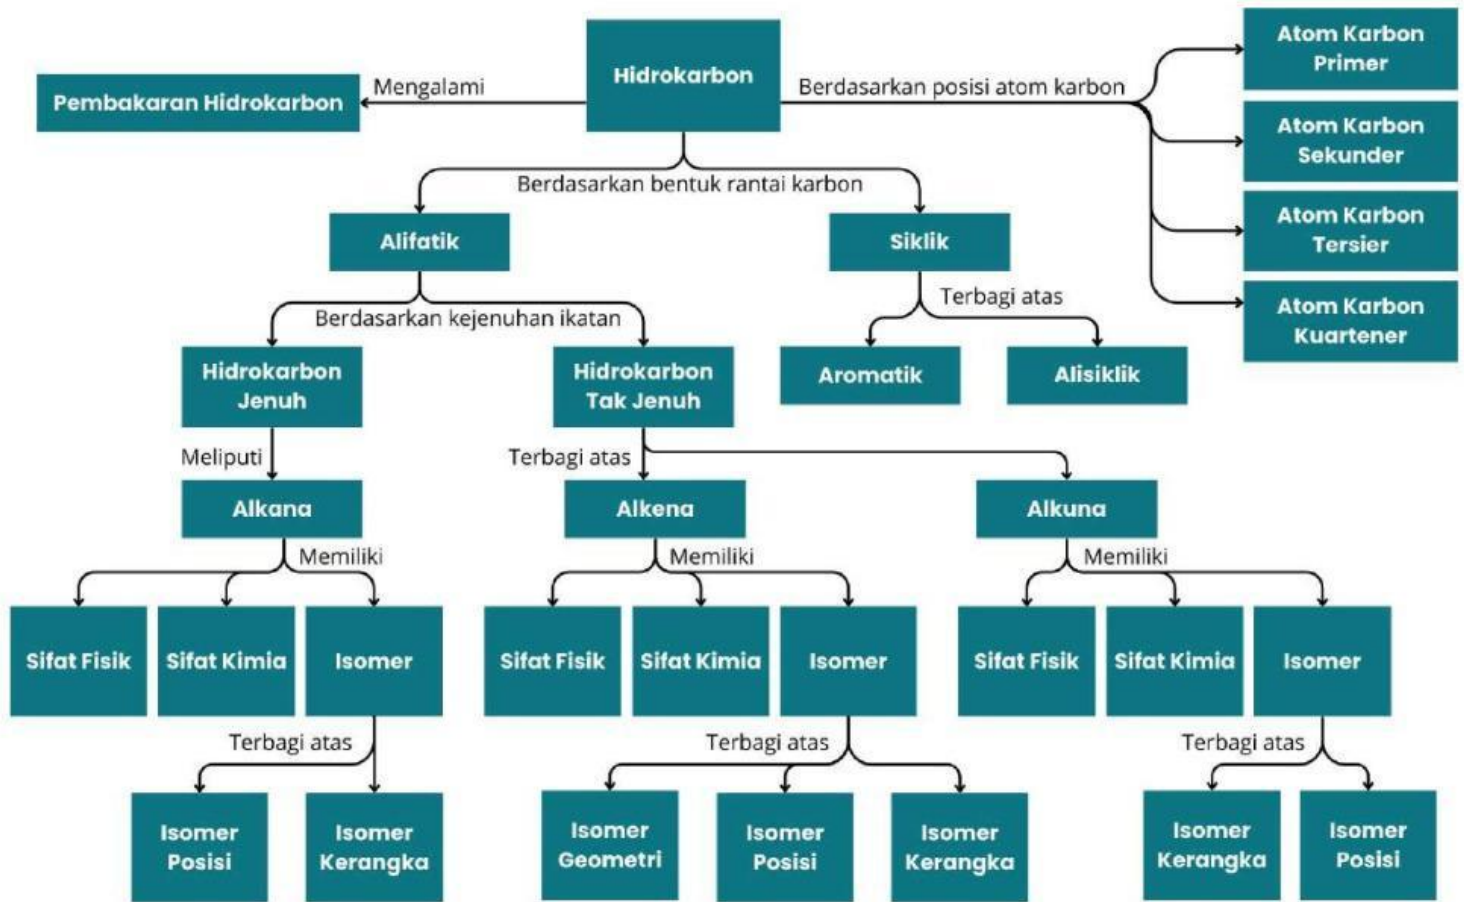 Hidrokarbon
Mengalami
Pembakaran Hidrokarbon
Berdasarkan posisi atom karbon
Atom Karbon
Primer
Atom Karbon
Sekunder
Atom Karbon
Tersier
Atom Karbon
Kuartener
Berdasarkan bentuk rantai karbon
Alifatik
Siklik
Berdasarkan kejenuhan ikatan
Terbagi atas
Hidrokarbon
Jenuh
Hidrokarbon
Tak Jenuh
Aromatik
Alisiklik
Meliputi
Terbagi atas
Alkana
Alkena
Alkuna
Memiliki
Memiliki
Memiliki
Sifat Fisik
Sifat Kimia
Isomer
Sifat Fisik
Sifat Kimia
Isomer
Sifat Fisik
Sifat Kimia
Isomer
Terbagi atas
Terbagi atas
Terbagi atas
Isomer
Posisi
Isomer
Kerangka
Isomer
Geometri
Isomer
Posisi
Isomer
Kerangka
Isomer
Kerangka
Isomer
Posisi